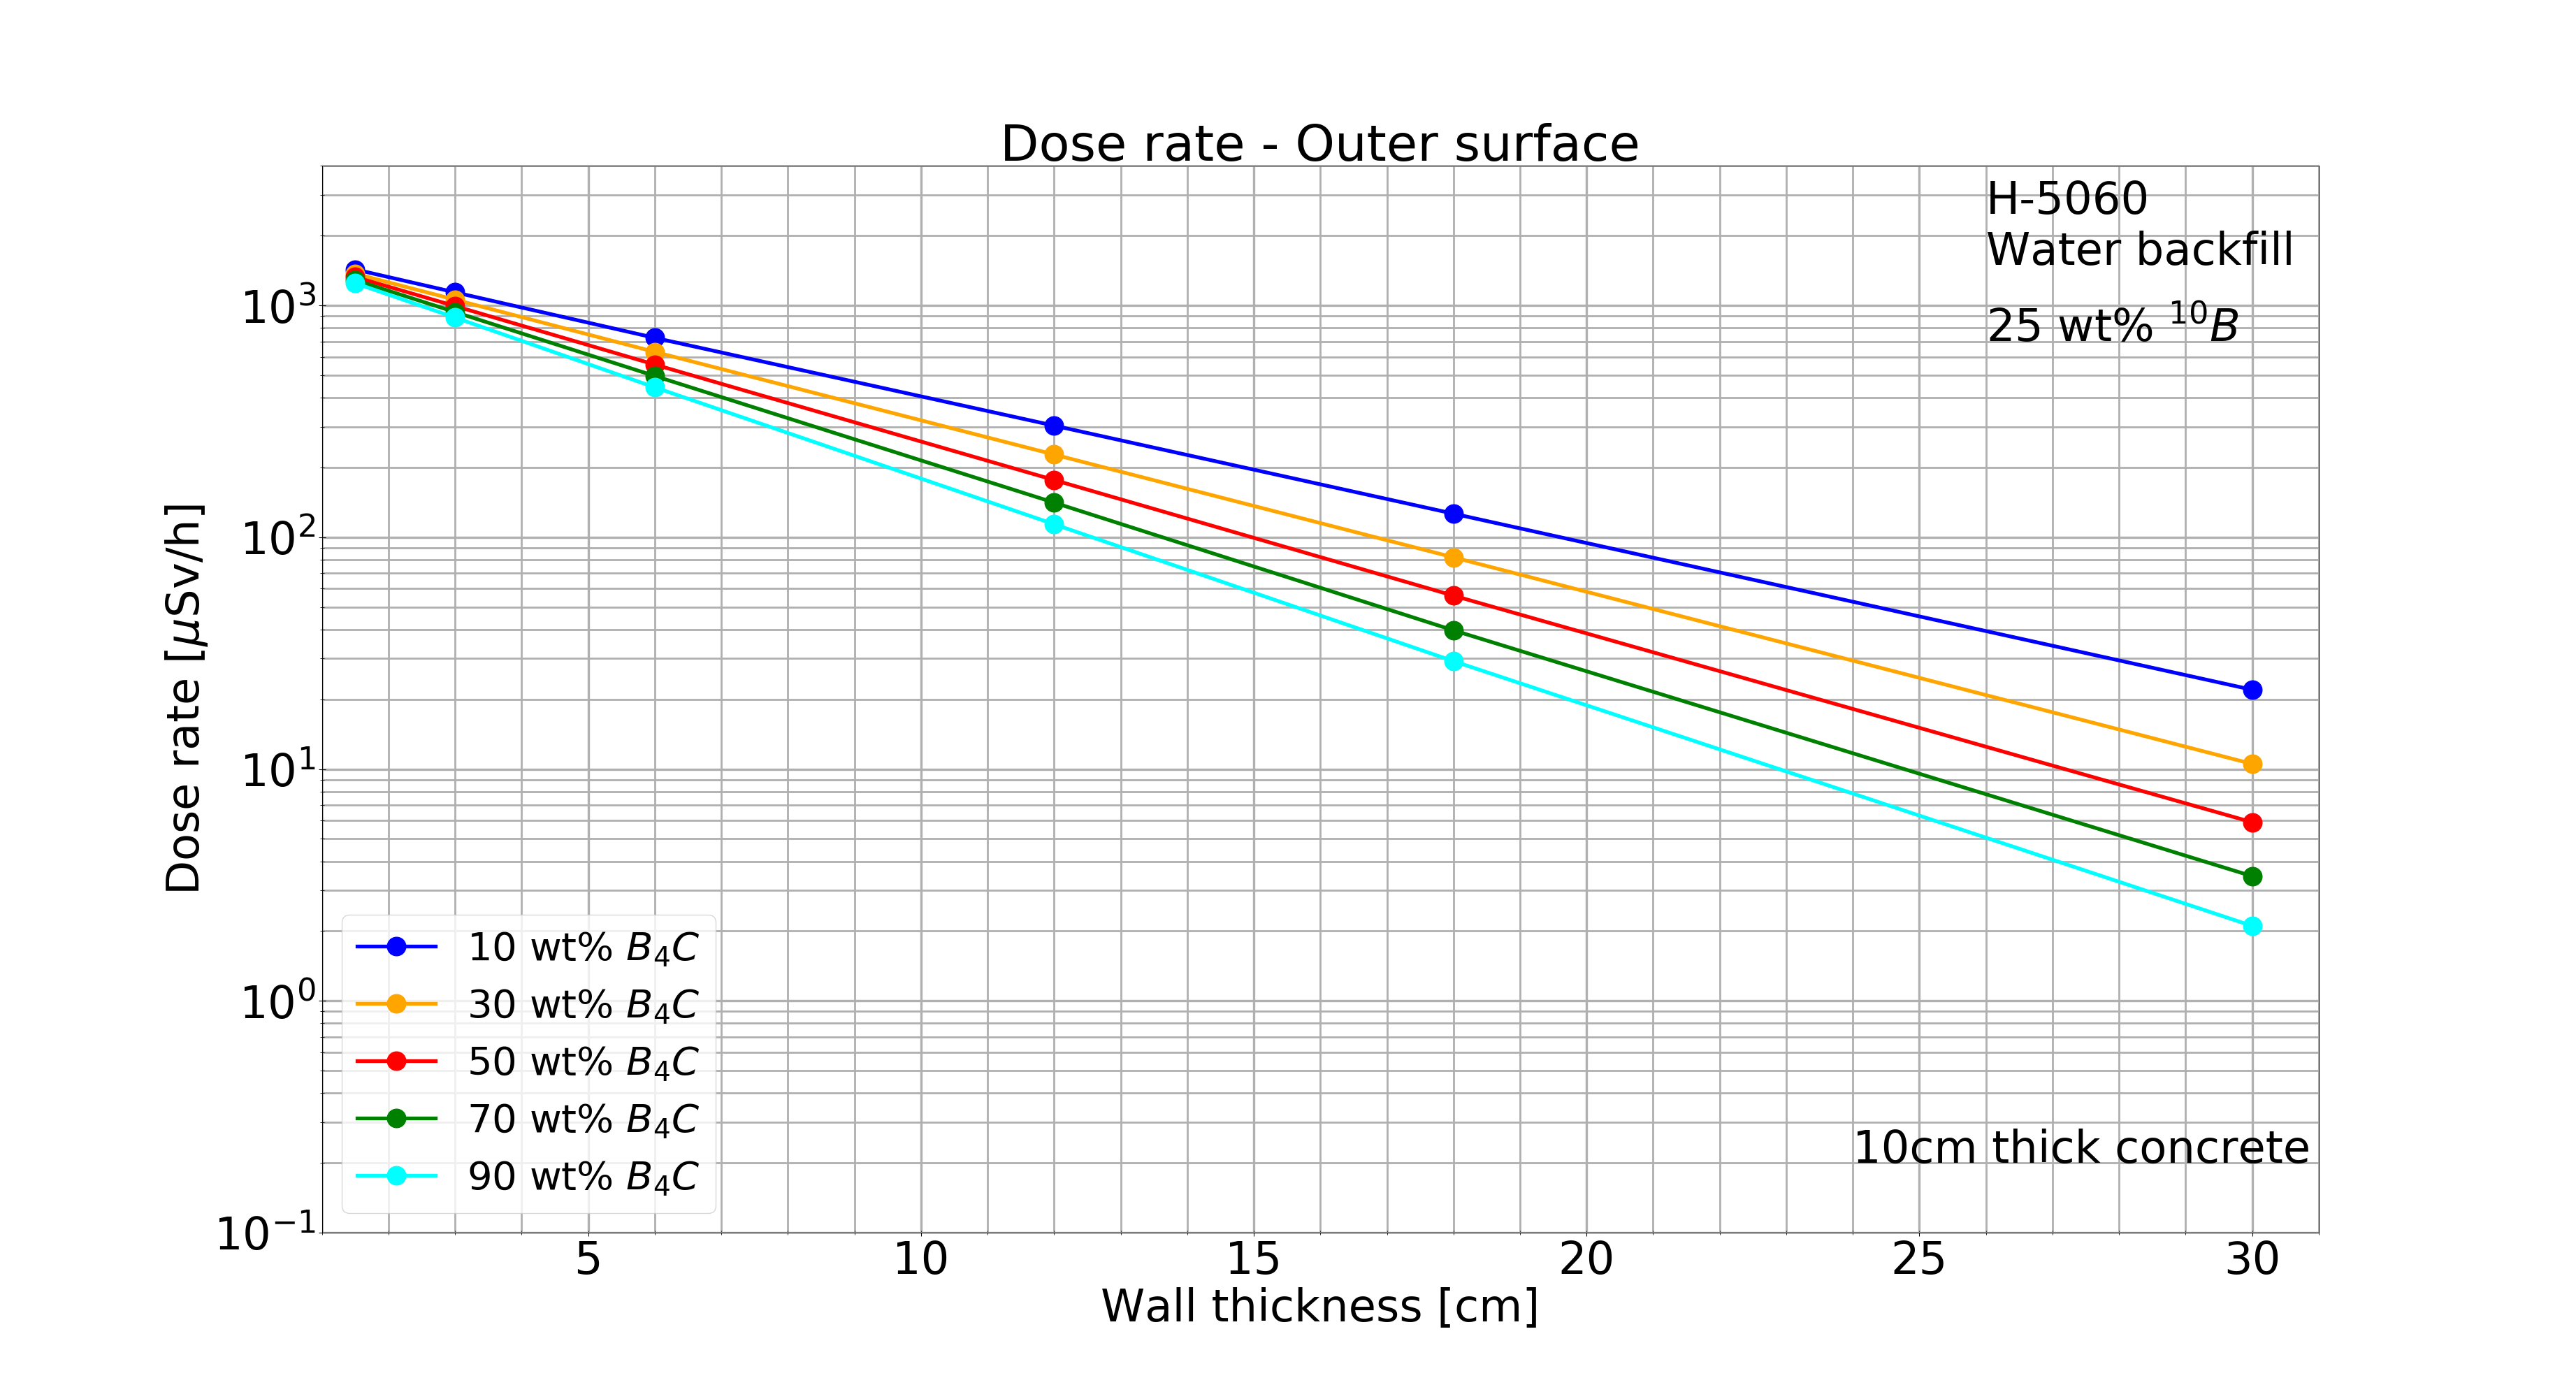 Dose rate - Outer surface
H-5060
Water backfill
25 wt% ¹⁰B
Dose rate [μSv/h]
10³
10²
10¹
10⁰
10⁻¹
10 wt% B₄C
30 wt% B₄C
50 wt% B₄C
70 wt% B₄C
90 wt% B₄C
10cm thick concrete
5 10 15 20 25 30
Wall thickness [cm]